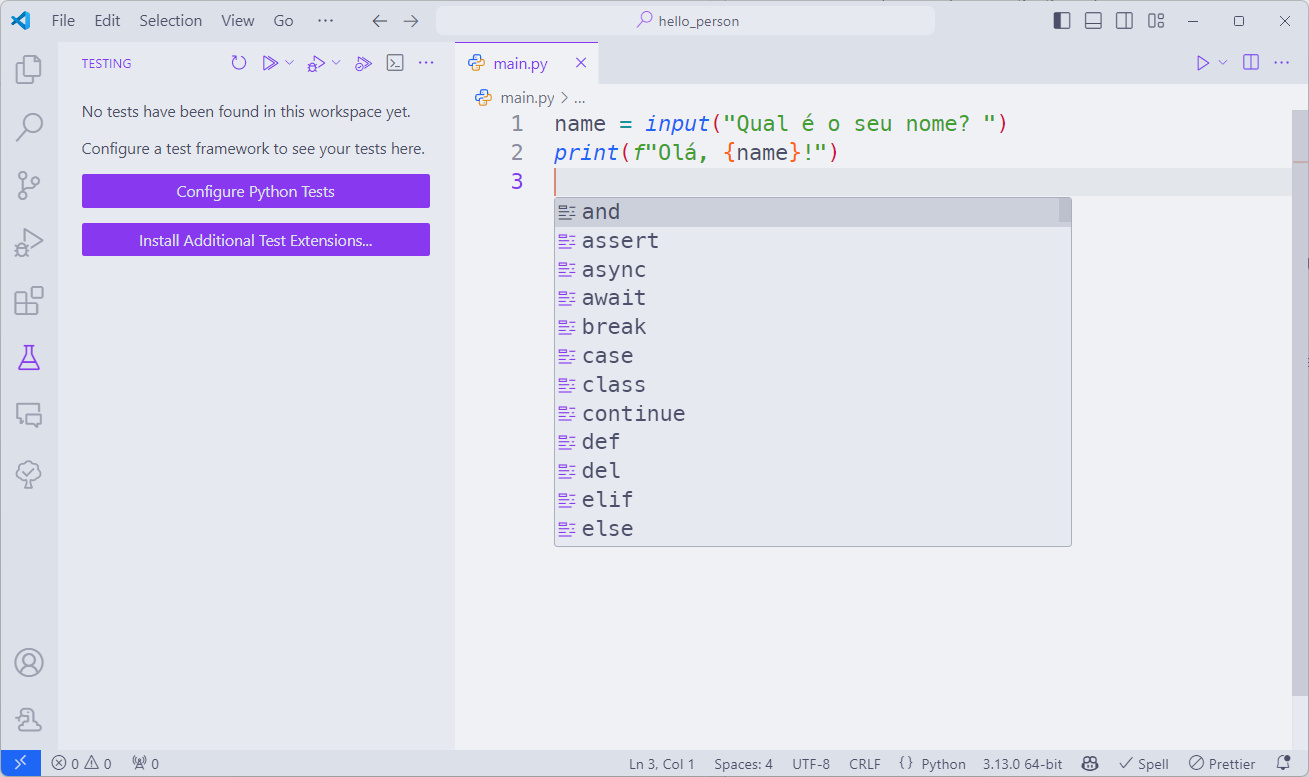 File Edit Selection View Go ··· hello_person
TESTING
No tests have been found in this workspace yet.
Configure a test framework to see your tests here.
Configure Python Tests
Install Additional Test Extensions...
main.py
main.py > ...
1 name = input("Qual é o seu nome? ")
2 print(f"Olá, {name}!")
3
and
assert
async
await
break
case
class
continue
def
del
elif
else
0 0 0 Ln 3, Col 1 Spaces: 4 UTF-8 CRLF {} Python 3.13.0 64-bit Spell Prettier